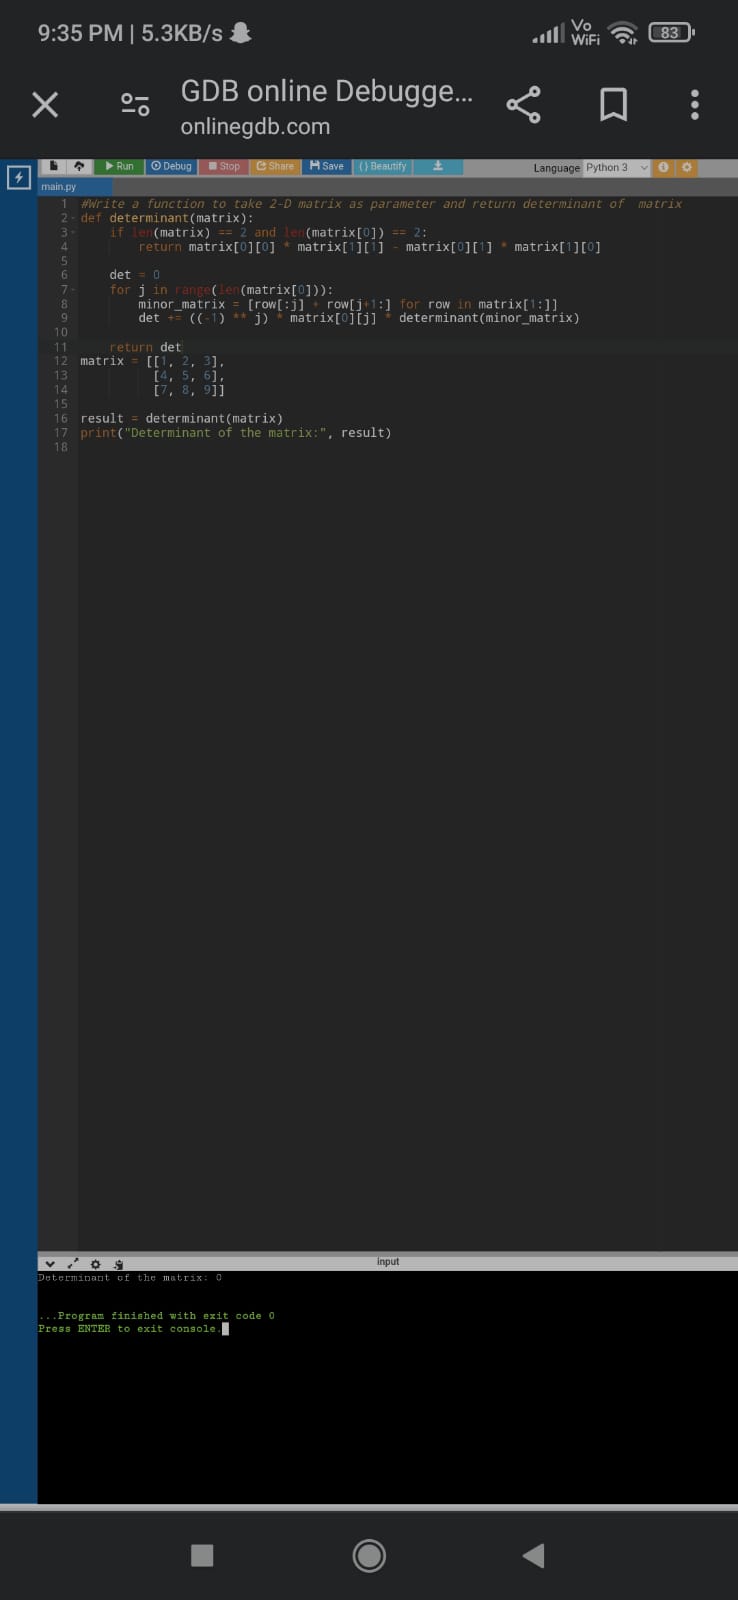 9:35 PM | 5.3KB/s
Vo WiFi 83
GDB online Debugge...
onlinegdb.com
Run Debug Stop Share Save {} Beautify Language Python 3
main.py
1 #Write a function to take 2-D matrix as parameter and return determinant of  matrix
2 def determinant(matrix):
3     if len(matrix) == 2 and len(matrix[0]) == 2:
4         return matrix[0][0] * matrix[1][1] - matrix[0][1] * matrix[1][0]
5
6     det = 0
7     for j in range(len(matrix[0])):
8         minor_matrix = [row[:j] + row[j+1:] for row in matrix[1:]]
9         det += ((-1) ** j) * matrix[0][j] * determinant(minor_matrix)
10
11     return det
12 matrix = [[1, 2, 3],
13           [4, 5, 6],
14           [7, 8, 9]]
15
16 result = determinant(matrix)
17 print("Determinant of the matrix:", result)
18
input
Determinant of the matrix: 0
...Program finished with exit code 0
Press ENTER to exit console.